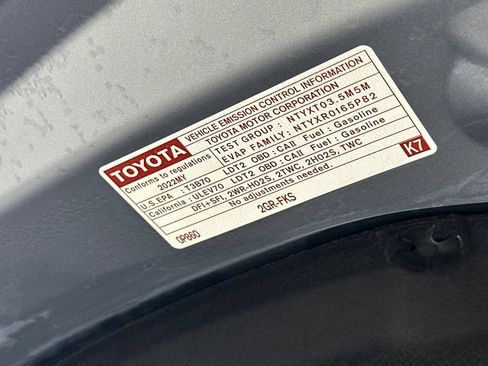 TOYOTA
VEHICLE EMISSION CONTROL INFORMATION
TOYOTA MOTOR CORPORATION
Conforms to regulations
2022MY
TEST GROUP : NTYXT03.5M5M
EVAP FAMILY: NTYXR0165P82
U.S.EPA : T3B70 LDT2 OBD :CAII Fuel : Gasoline
California : ULEV70 LDT2 OBD :CAII Fuel : Gasoline
DFI+SFI, 2WR-HO2S, 2TWC, 2HO2S, TWC
No adjustments needed.
K7
0P860
2GR-FKS